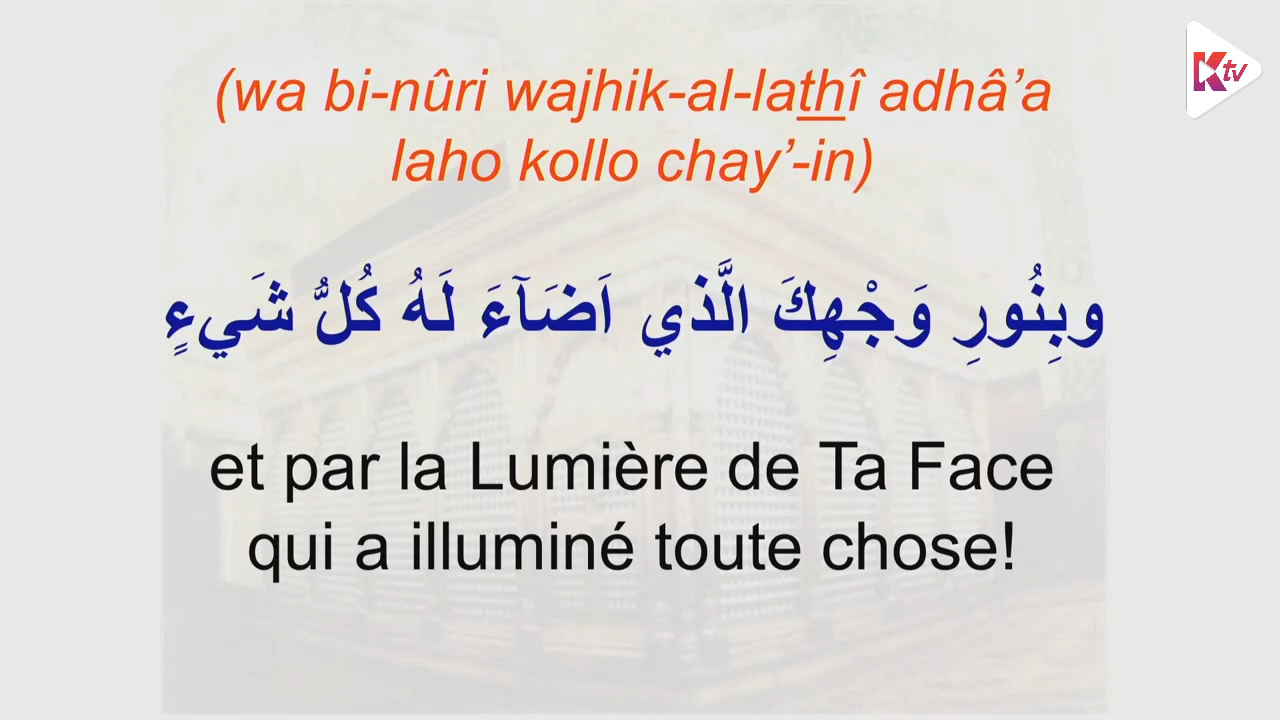 (wa bi-nûri wajhik-al-lathî adhâ’a
laho kollo chay’-in)
وبِنُورِ وَجْهِكَ الَّذي اَضَآءَ لَهُ كُلُّ شَيءٍ
et par la Lumière de Ta Face
qui a illuminé toute chose!
Ktv